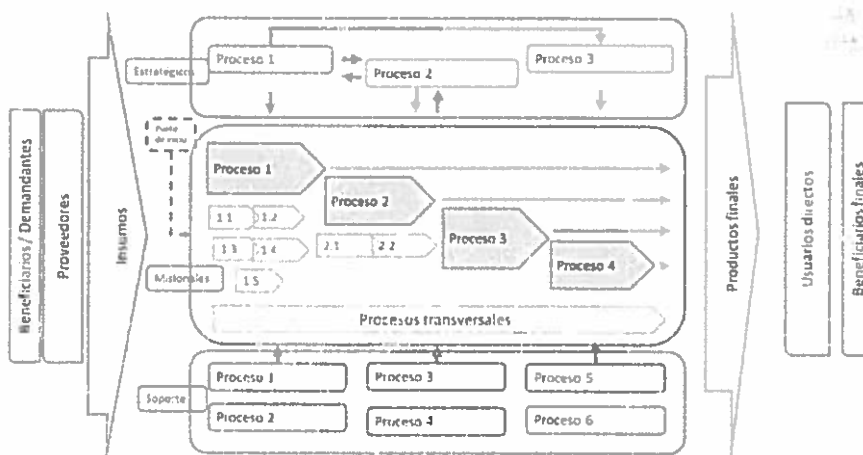 Beneficiarios / Demandantes
Proveedores
Insumos
Estratégicos
Proceso 1
Proceso 2
Proceso 3
Punto
de inicio
Proceso 1
Proceso 2
Proceso 3
Proceso 4
1.1
1.2
1.3
1.4
1.5
2.1
2.2
Misionales
Procesos transversales
Soporte
Proceso 1
Proceso 3
Proceso 5
Proceso 2
Proceso 4
Proceso 6
Productos finales
Usuarios directos
Beneficiarios finales